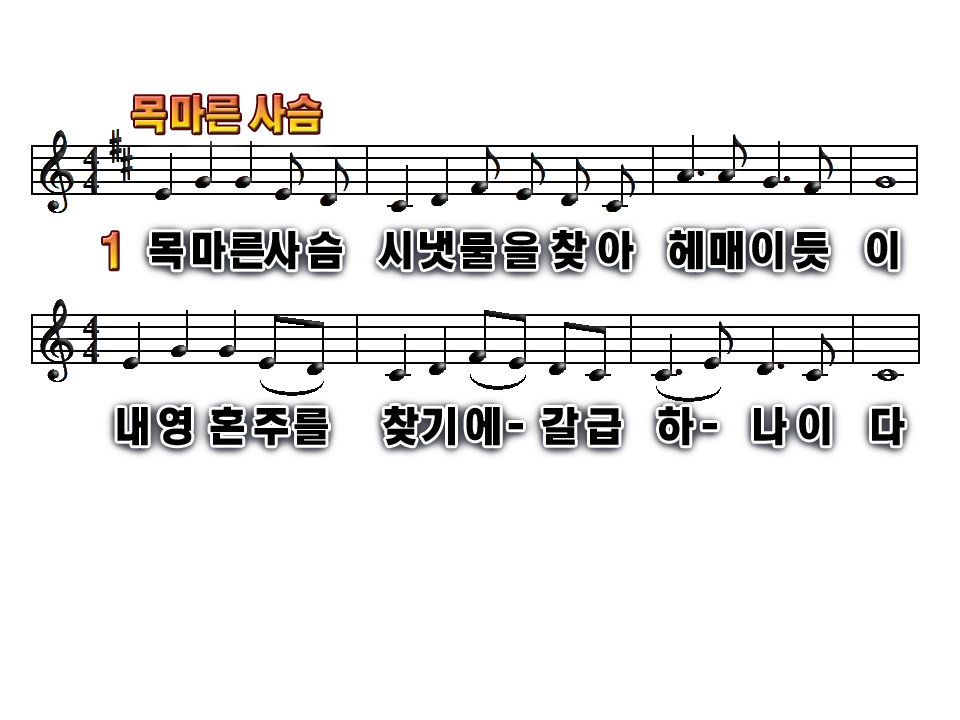 목마른 사슴
1 목마른사슴 시냇물을 찾아 헤매이듯 이
내영 혼주를 찾기에- 갈급 하- 나이 다